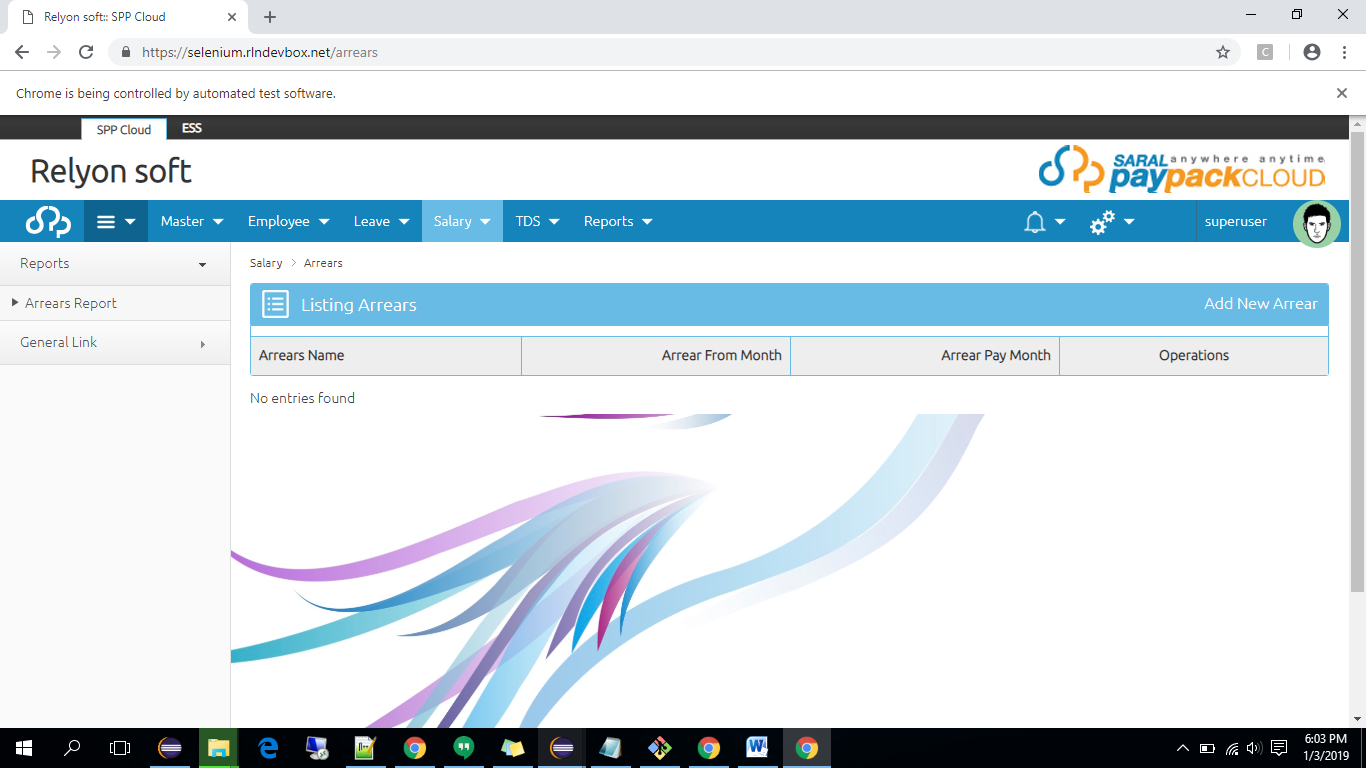 Relyon soft:: SPP Cloud
https://selenium.rlndevbox.net/arrears
C
Chrome is being controlled by automated test software.
SPP Cloud ESS
Relyon soft
SARAL anywhere anytime
paypackCLOUD
Master Employee Leave Salary TDS Reports superuser
Reports
Salary > Arrears
Listing Arrears Add New Arrear
Arrears Report
General Link
Arrears Name Arrear From Month Arrear Pay Month Operations
No entries found
6:03 PM
1/3/2019